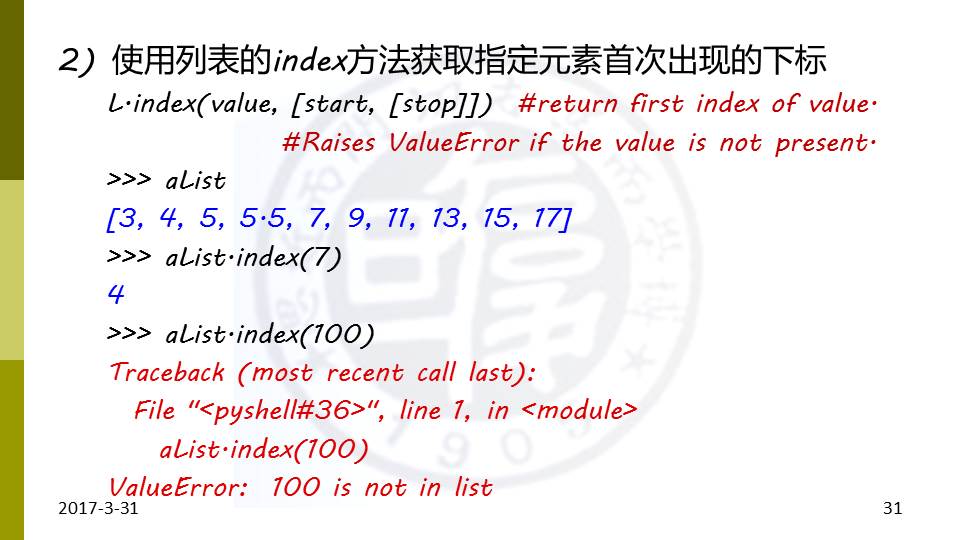 2) 使用列表的index方法获取指定元素首次出现的下标
L.index(value, [start, [stop]]) #return first index of value.
#Raises ValueError if the value is not present.
>>> aList
[3, 4, 5, 5.5, 7, 9, 11, 13, 15, 17]
>>> aList.index(7)
4
>>> aList.index(100)
Traceback (most recent call last):
File "<pyshell#36>", line 1, in <module>
aList.index(100)
ValueError: 100 is not in list
2017-3-31
31